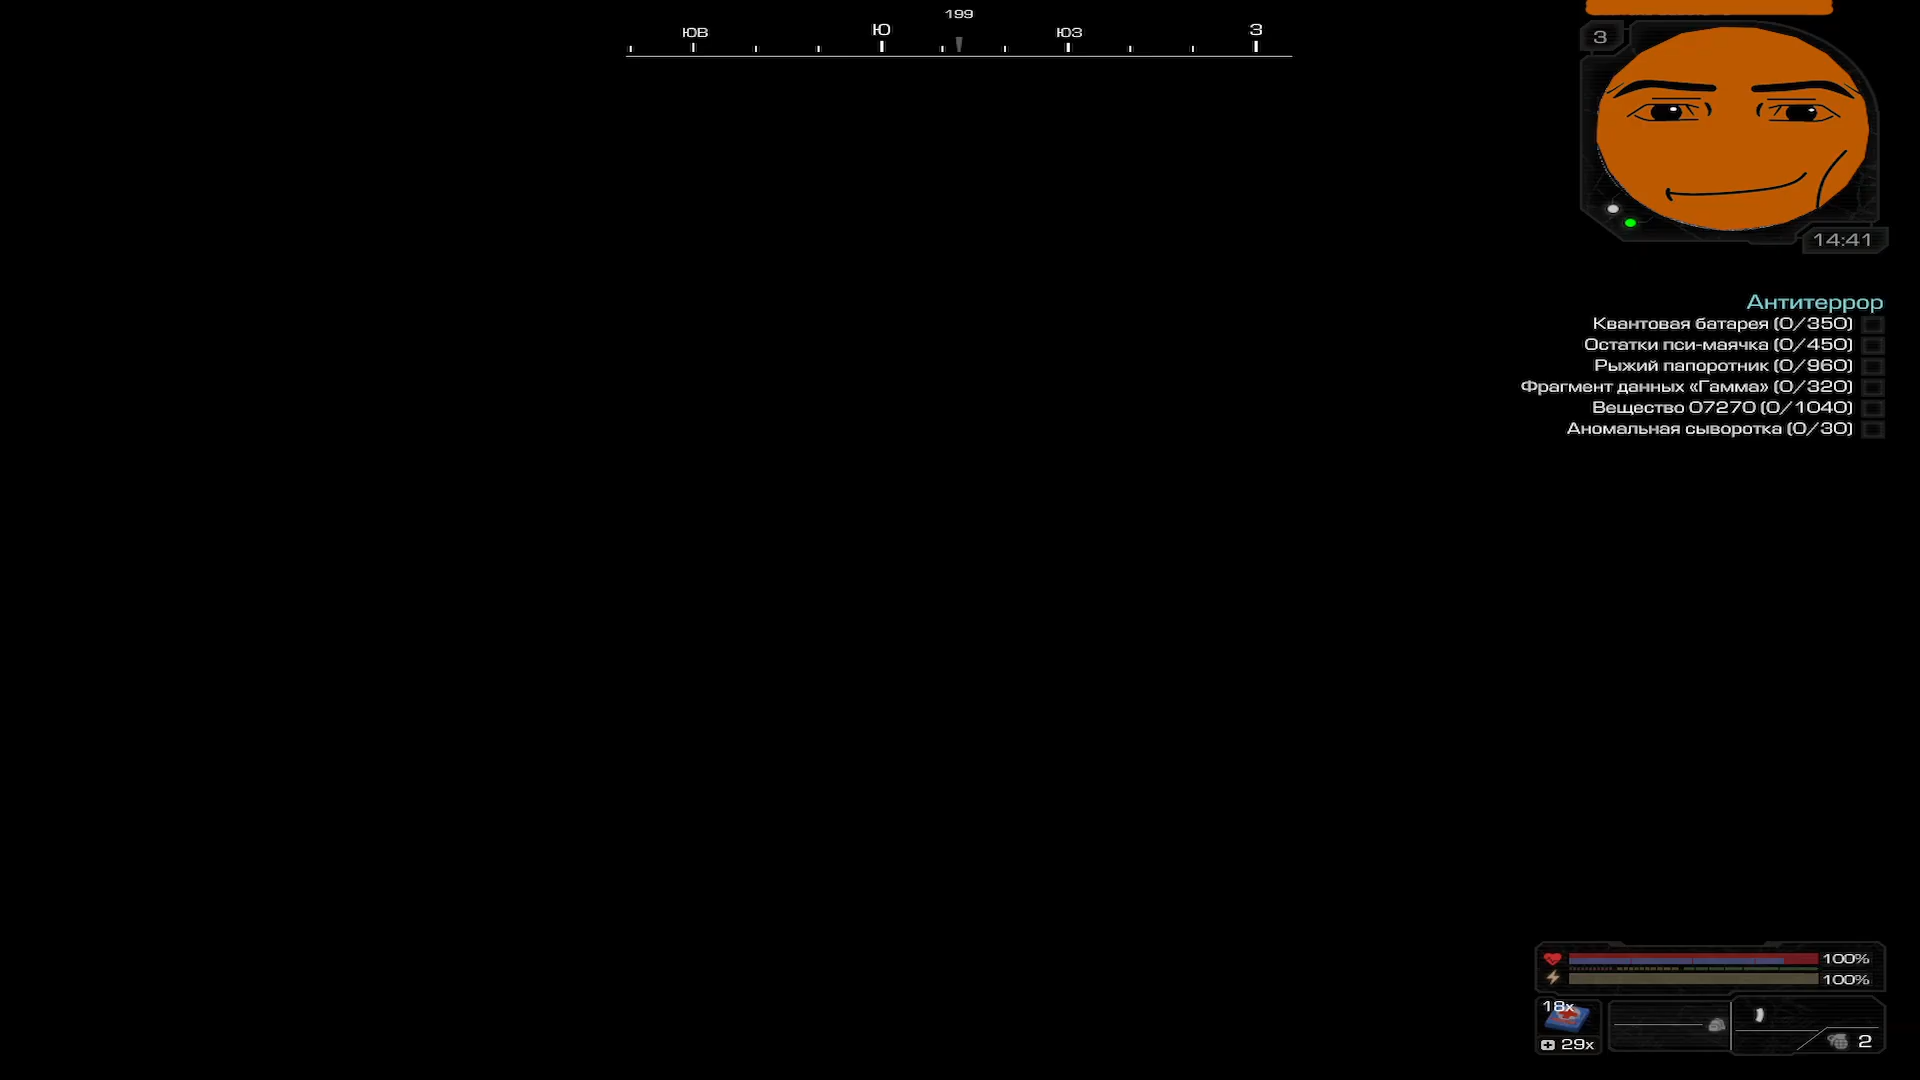 199
ЮВ
Ю
ЮЗ
З
3
14:41
Антитеррор
Квантовая батарея (0/350)
Остатки пси-маячка (0/450)
Рыжий папоротник (0/960)
Фрагмент данных «Гамма» (0/320)
Вещество 07270 (0/1040)
Аномальная сыворотка (0/30)
100%
100%
18x
29x
2